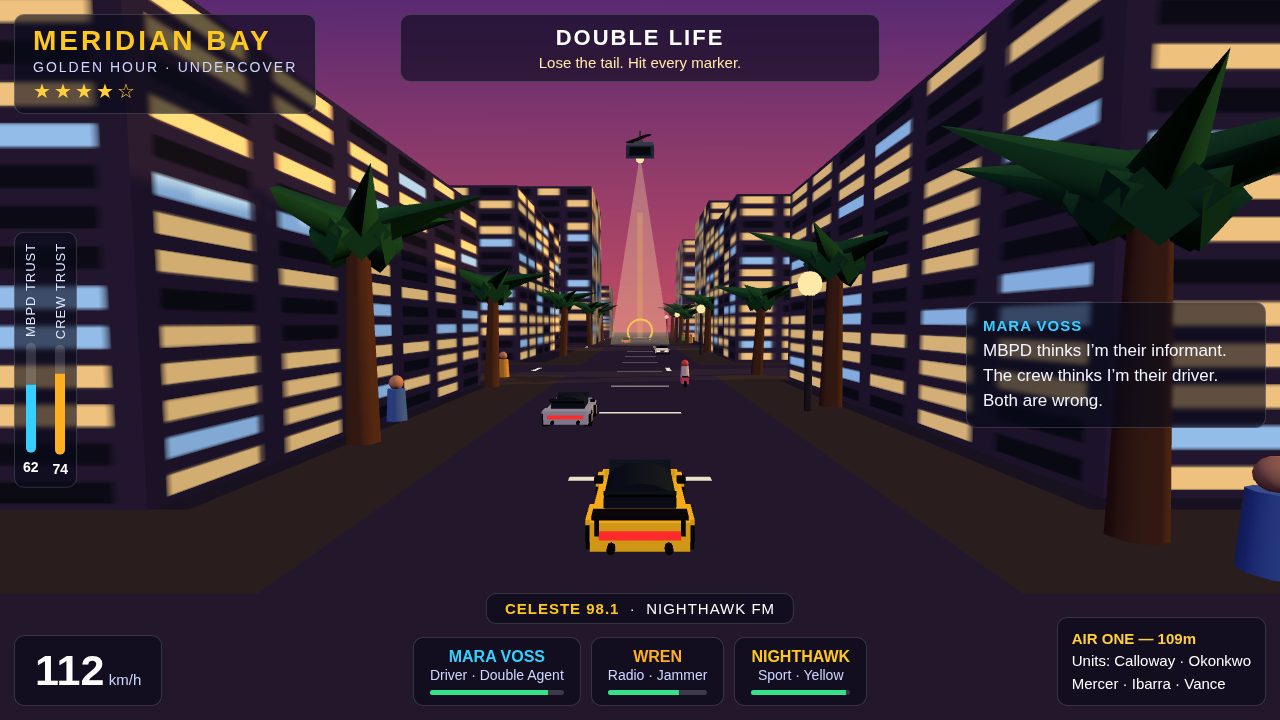 MERIDIAN BAY
GOLDEN HOUR · UNDERCOVER
★★★★☆
DOUBLE LIFE
Lose the tail. Hit every marker.
MBPD TRUST
62
CREW TRUST
74
MARA VOSS
MBPD thinks I’m their informant.
The crew thinks I’m their driver.
Both are wrong.
CELESTE 98.1 · NIGHTHAWK FM
112 km/h
MARA VOSS
Driver · Double Agent
WREN
Radio · Jammer
NIGHTHAWK
Sport · Yellow
AIR ONE — 109m
Units: Calloway · Okonkwo
Mercer · Ibarra · Vance